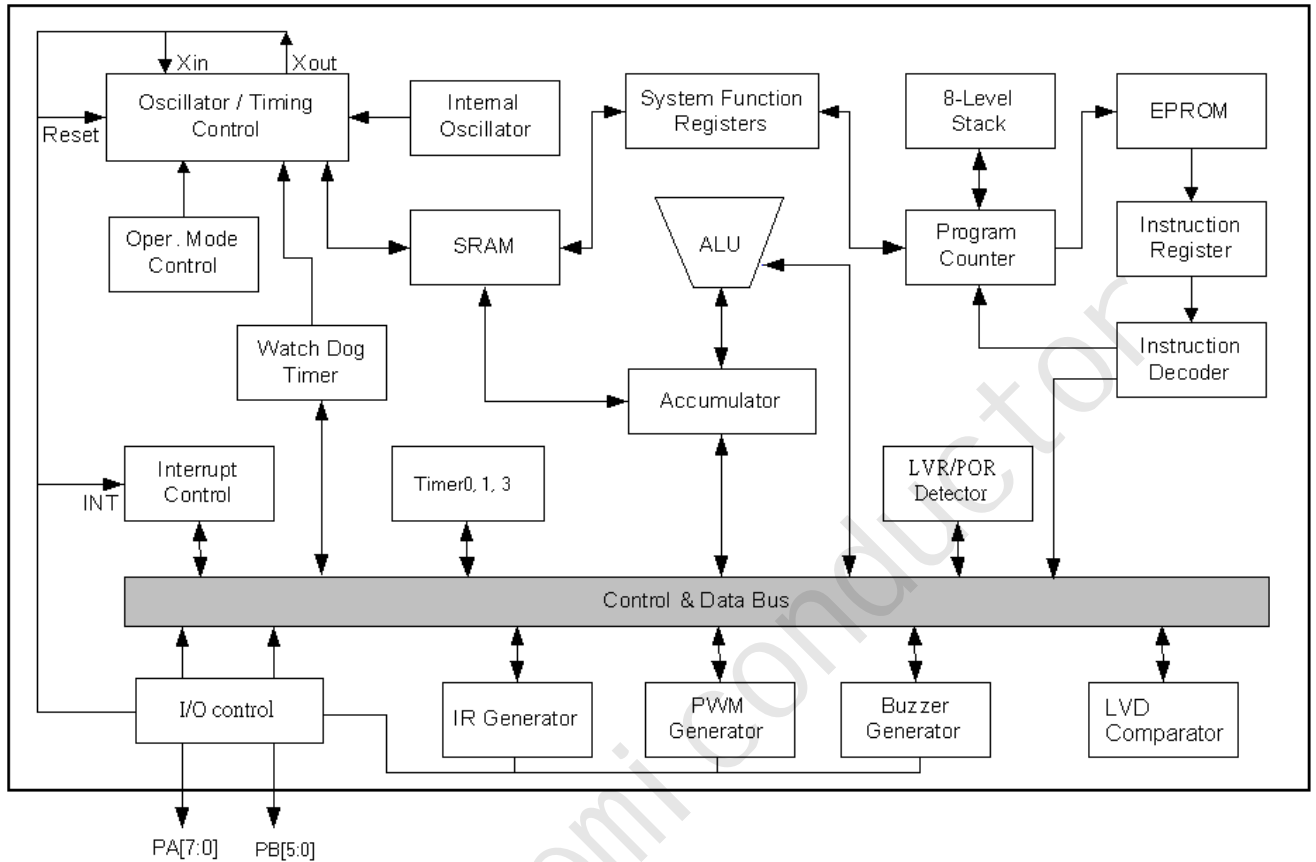 Xin
Xout
Reset
Oscillator / Timing
Control
Internal
Oscillator
System Function
Registers
8-Level
Stack
EPROM
Oper. Mode
Control
SRAM
ALU
Program
Counter
Instruction
Register
Watch Dog
Timer
Accumulator
Instruction
Decoder
INT
Interrupt
Control
Timer0, 1, 3
LVR/POR
Detector
Control & Data Bus
I/O control
IR Generator
PWM
Generator
Buzzer
Generator
LVD
Comparator
PA[7:0]
PB[5:0]
omi conductor